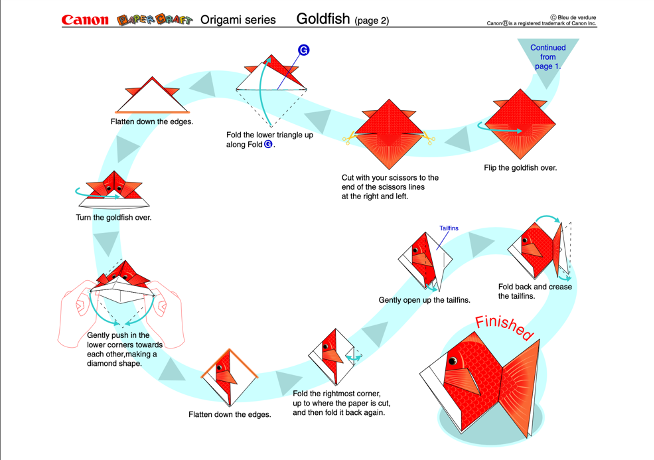 Canon PAPER CRAFT Origami series Goldfish (page 2)
© Bleu de verdure
Canon is a registered trademark of Canon Inc.
Continued
from
page 1.
G
Flatten down the edges.
Fold the lower triangle up
along Fold G.
Cut with your scissors to the
end of the scissors lines
at the right and left.
Flip the goldfish over.
Turn the goldfish over.
Tailfins
Gently open up the tailfins.
Fold back and crease
the tailfins.
Gently push in the
lower corners towards
each other,making a
diamond shape.
Flatten down the edges.
Fold the rightmost corner,
up to where the paper is cut,
and then fold it back again.
Finished